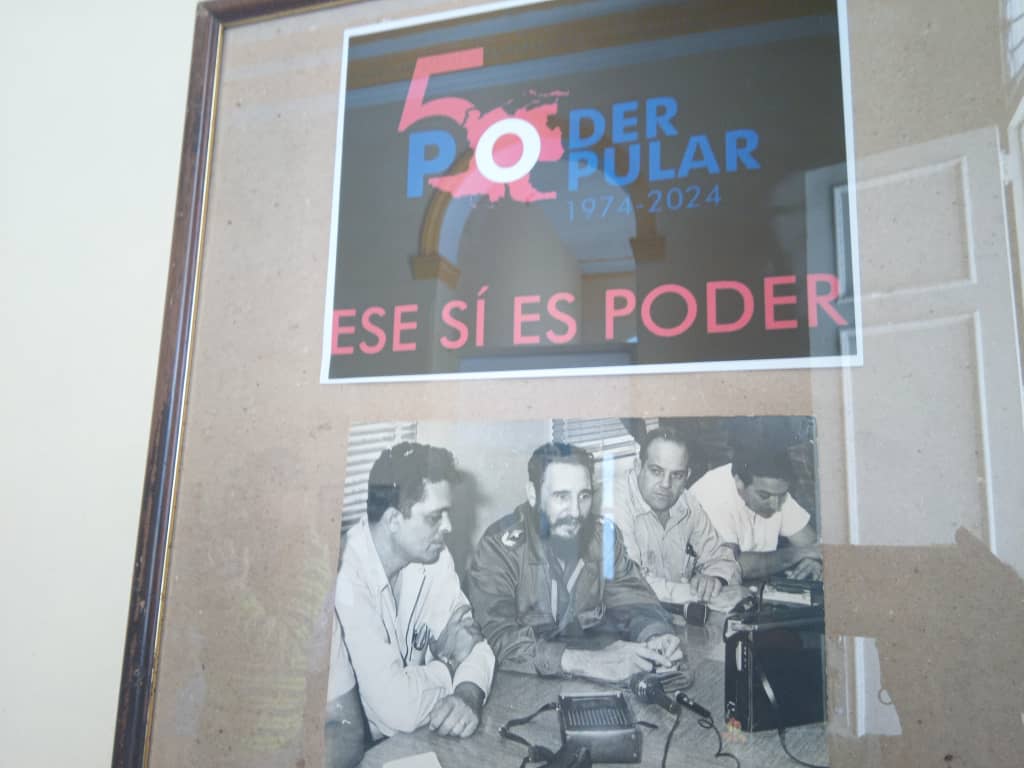 50
PODER
POPULAR
1974-2024
ESE SÍ ES PODER